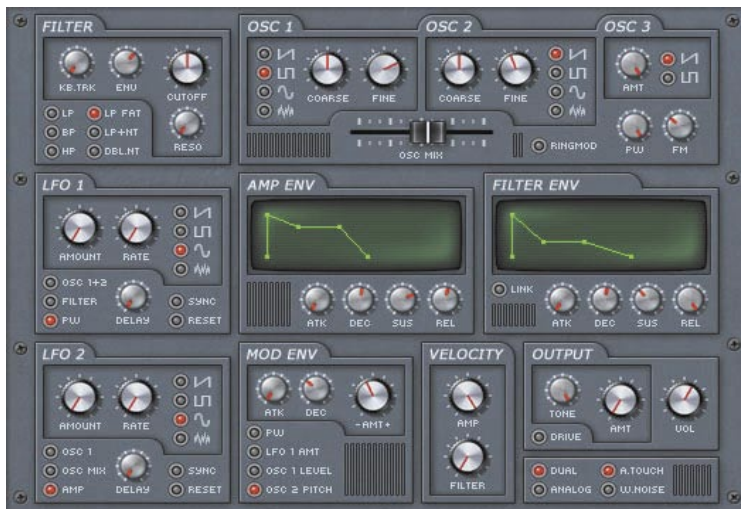 FILTER
KB.TRK ENV CUTOFF
LP LP FAT
BP LP+NT
HP DBL.NT
RESO
OSC 1
COARSE FINE
OSC 2
COARSE FINE
OSC MIX
RINGMOD
OSC 3
AMT
PW FM
LFO 1
AMOUNT RATE
OSC 1+2
FILTER
PW
DELAY
SYNC
RESET
AMP ENV
ATK DEC SUS REL
FILTER ENV
LINK
ATK DEC SUS REL
LFO 2
AMOUNT RATE
OSC 1
OSC MIX
AMP
DELAY
SYNC
RESET
MOD ENV
ATK DEC -AMT+
PW
LFO 1 AMT
OSC 1 LEVEL
OSC 2 PITCH
VELOCITY
AMP
FILTER
OUTPUT
TONE AMT VOL
DRIVE
DUAL A.TOUCH
ANALOG W.NOISE